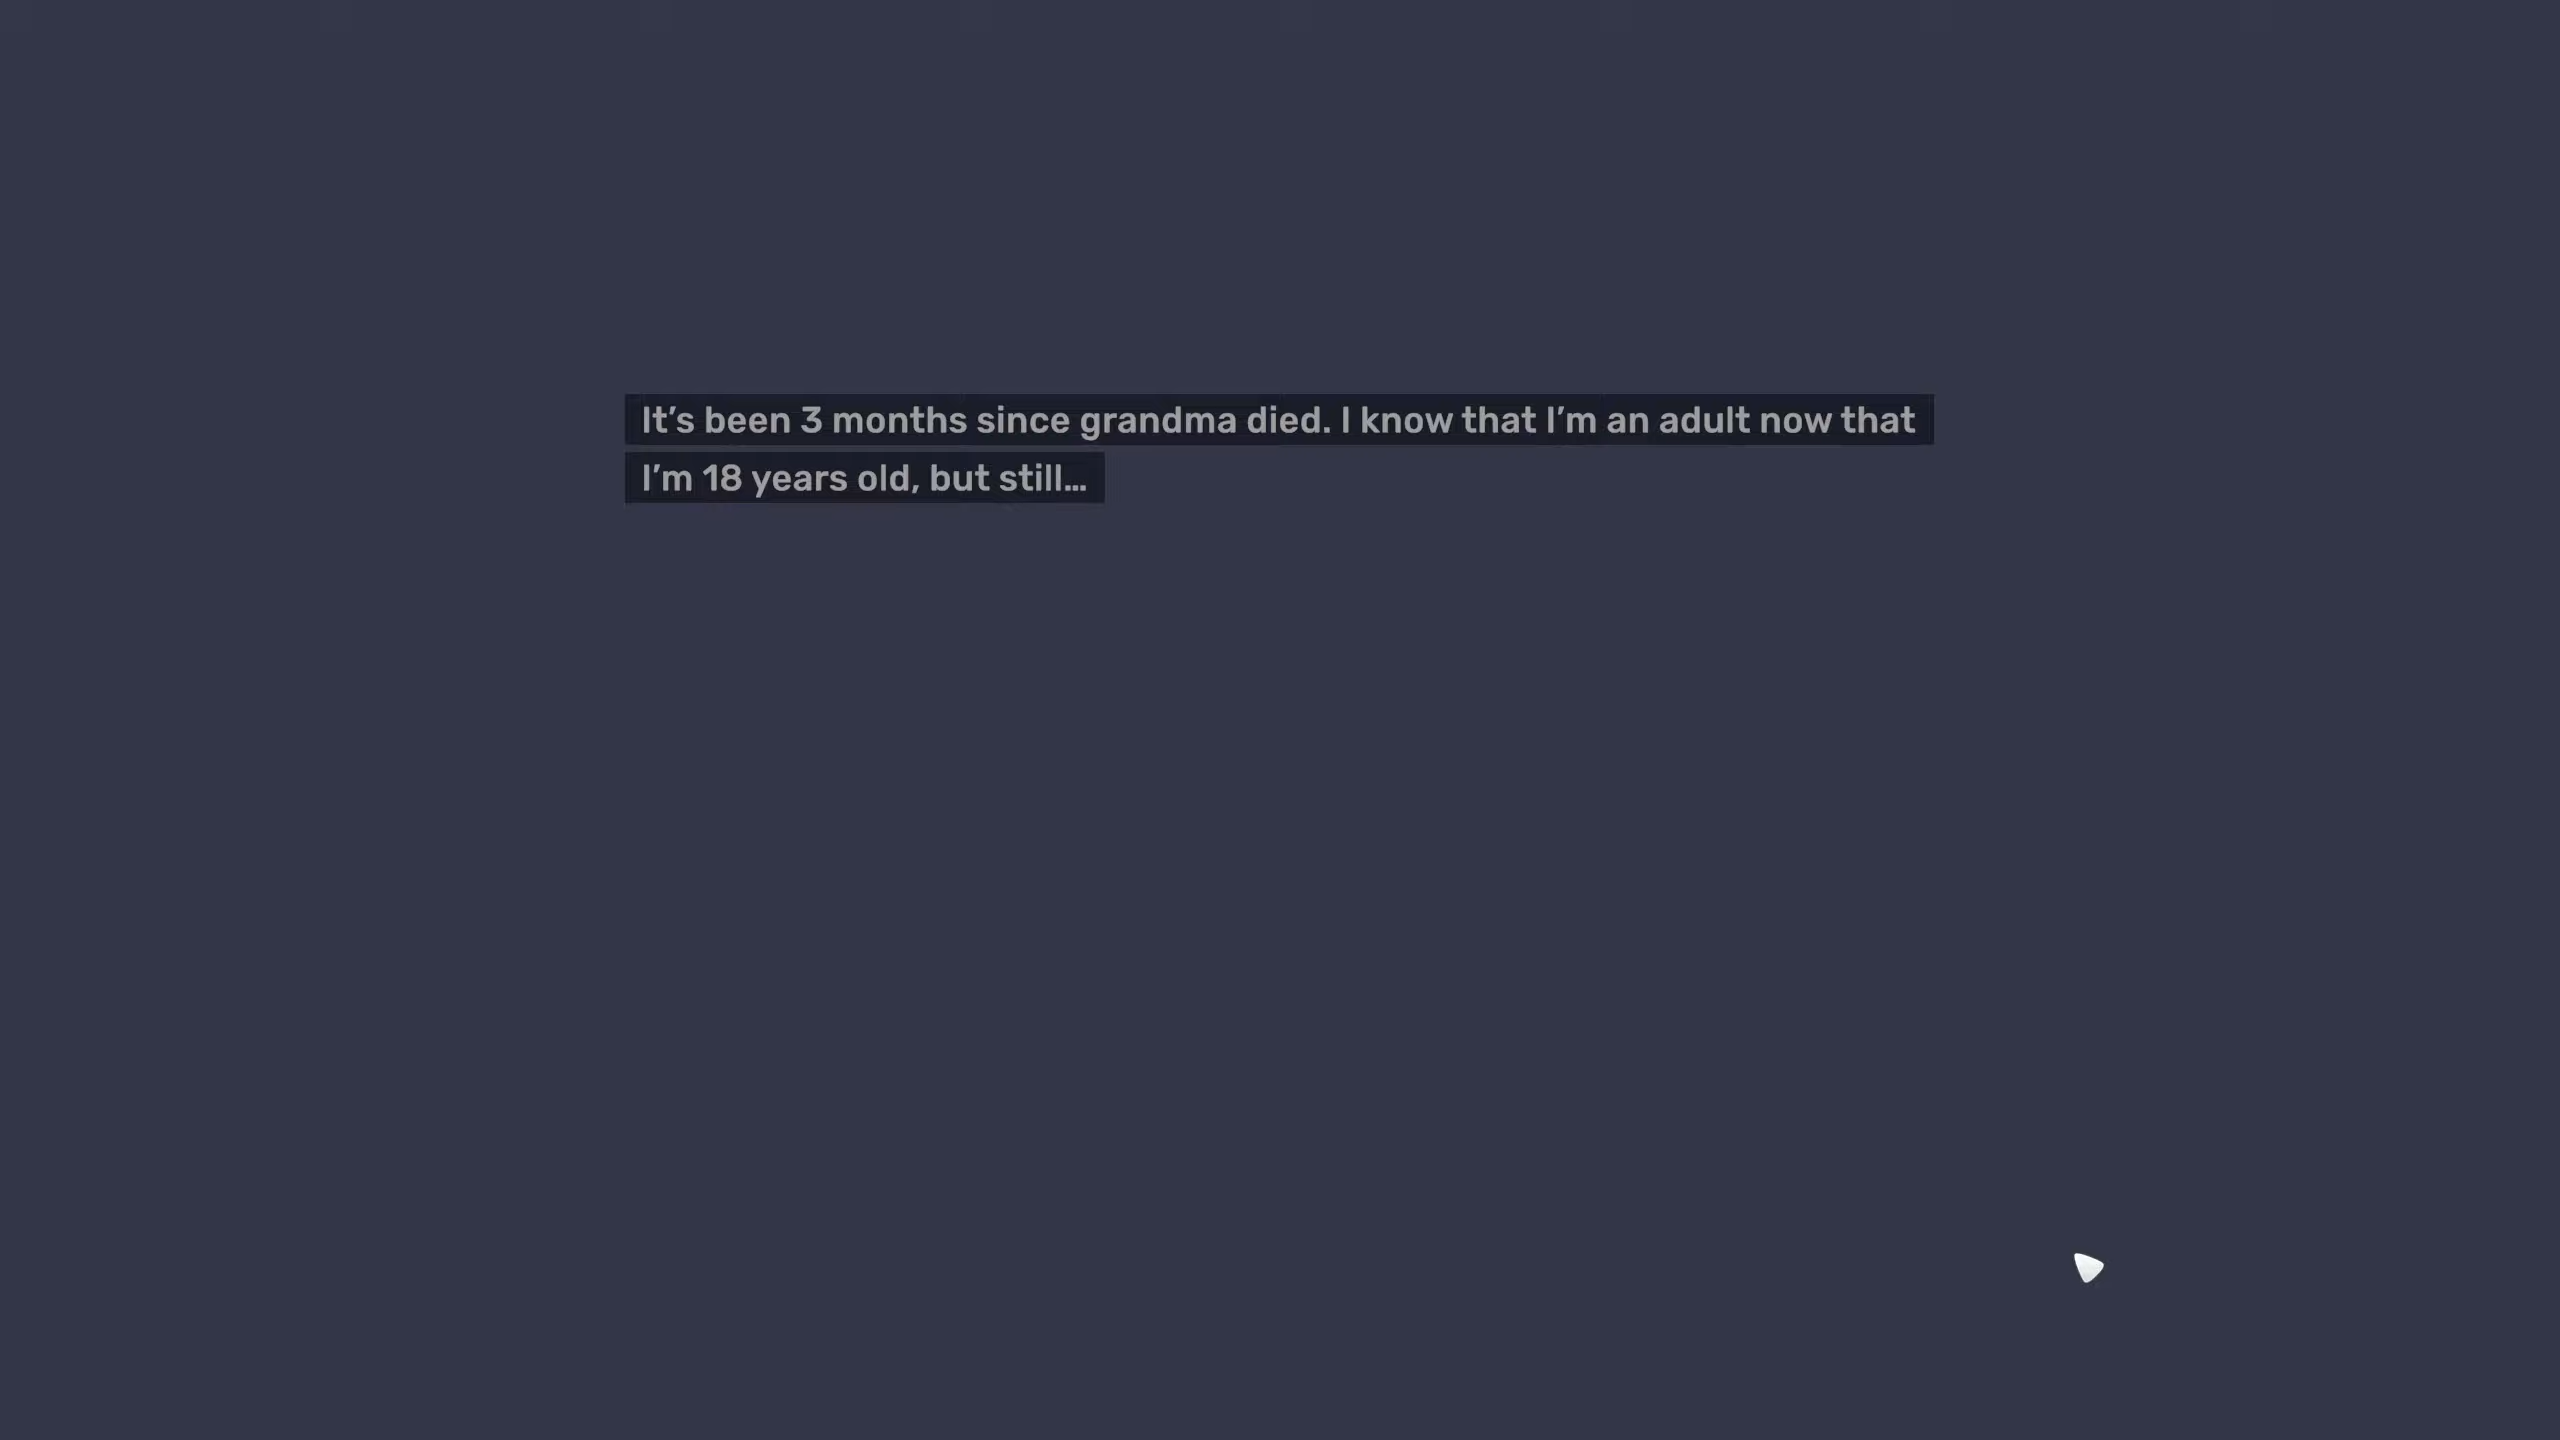 It’s been 3 months since grandma died. I know that I’m an adult now that
I’m 18 years old, but still…